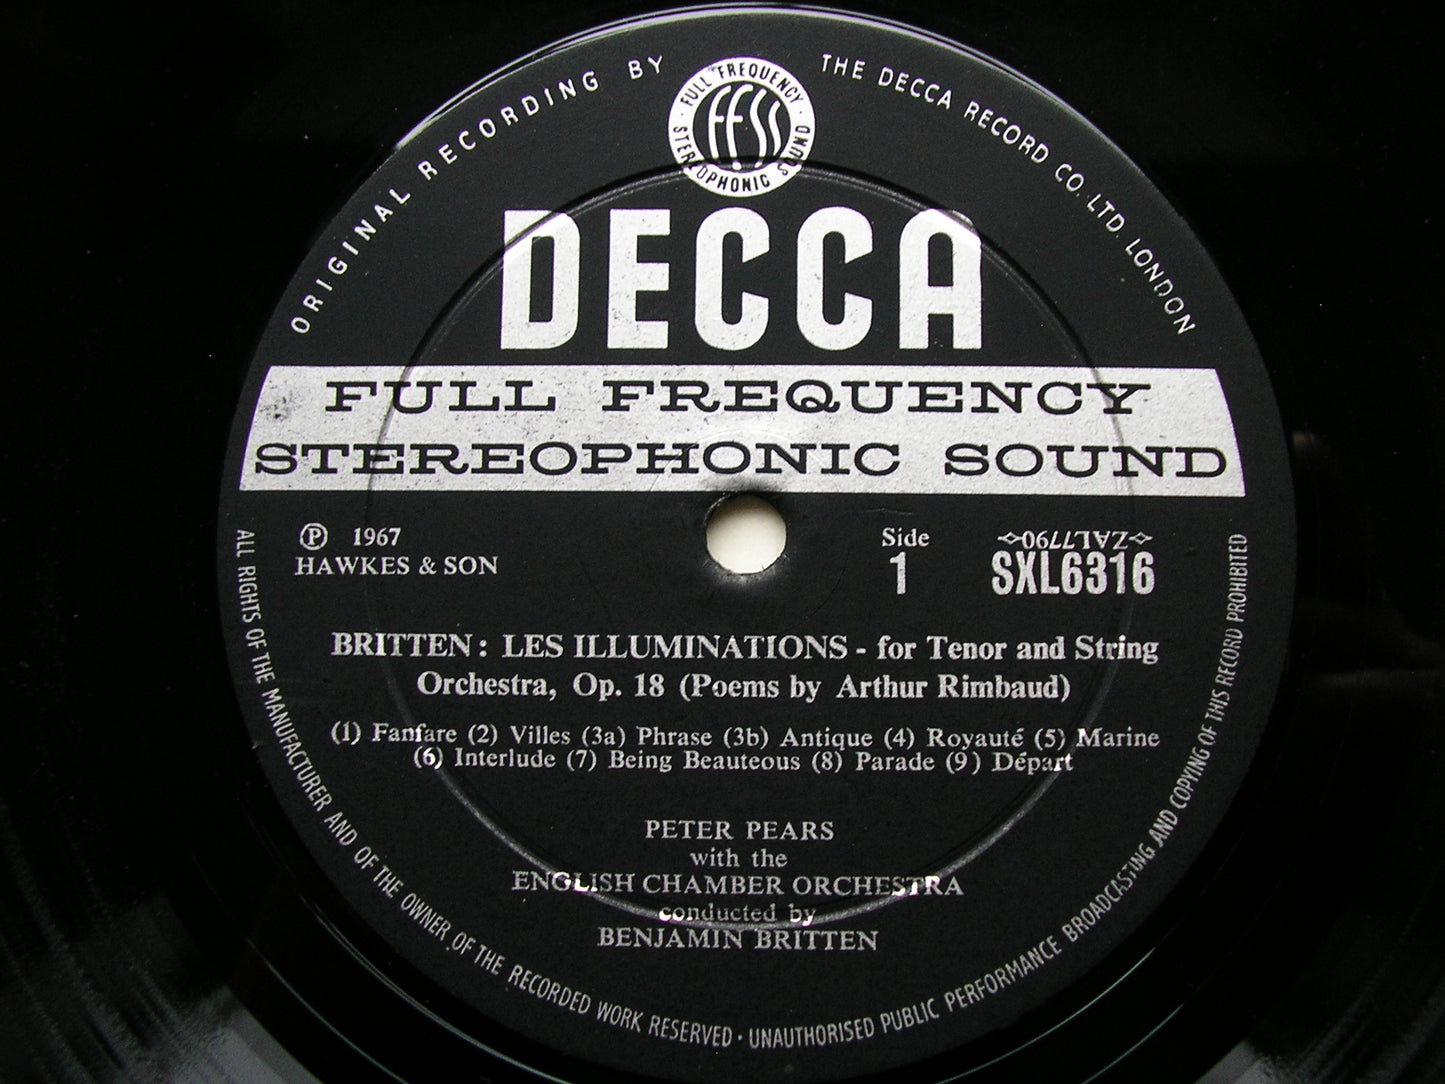 ORIGINAL RECORDING BY
THE DECCA RECORD CO. LTD. LONDON
FULL FREQUENCY
STEREOPHONIC SOUND
FFSS
DECCA
FULL FREQUENCY
STEREOPHONIC SOUND
Ⓟ 1967
HAWKES & SON
Side
1
ZAL7790
SXL6316
BRITTEN: LES ILLUMINATIONS - for Tenor and String
Orchestra, Op. 18 (Poems by Arthur Rimbaud)
(1) Fanfare (2) Villes (3a) Phrase (3b) Antique (4) Royauté (5) Marine
(6) Interlude (7) Being Beauteous (8) Parade (9) Départ
PETER PEARS
with the
ENGLISH CHAMBER ORCHESTRA
conducted by
BENJAMIN BRITTEN
ALL RIGHTS OF THE MANUFACTURER AND OF THE OWNER OF THE RECORDED WORK RESERVED · UNAUTHORISED PUBLIC PERFORMANCE BROADCASTING AND COPYING OF THIS RECORD PROHIBITED